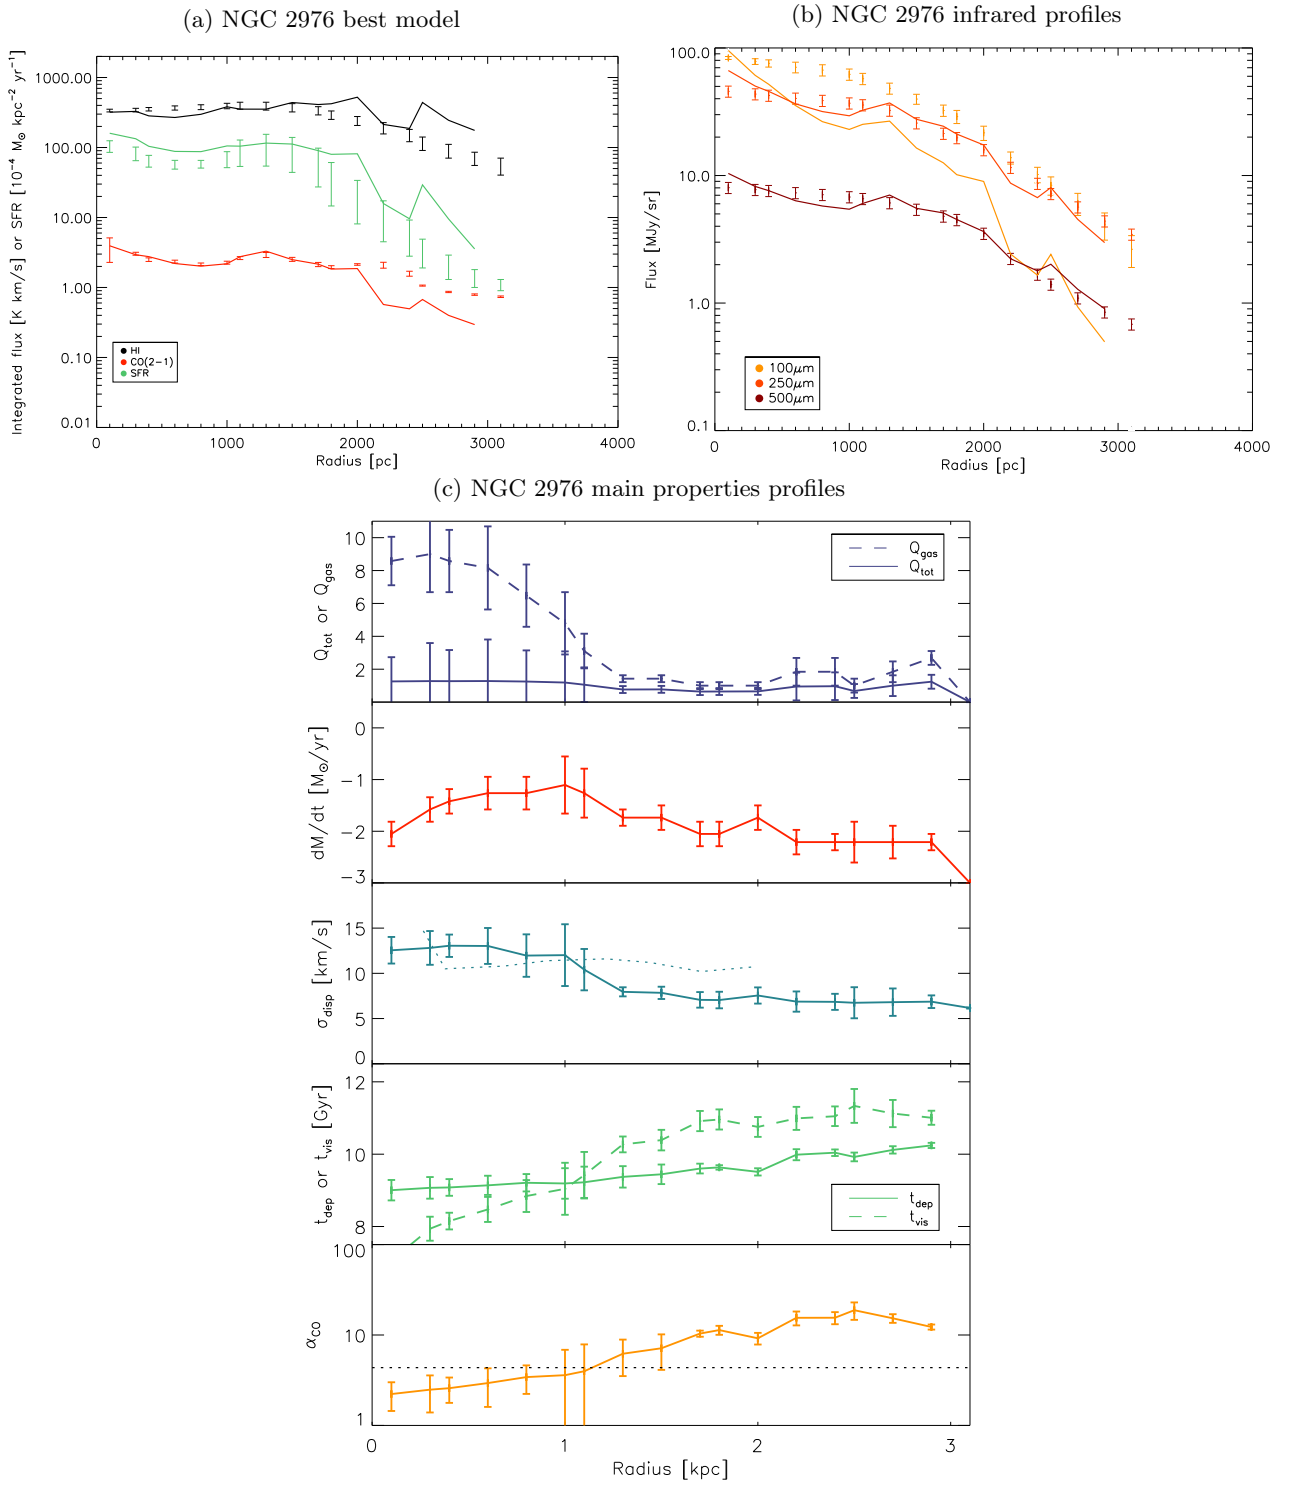 (a) NGC 2976 best model
Integrated flux [K km/s] or SFR [10⁻⁴ M⊙ kpc⁻² yr⁻¹]
1000.00
100.00
10.00
1.00
0.10
0.01
HI
CO(2−1)
SFR
0 1000 2000 3000 4000
Radius [pc]
(b) NGC 2976 infrared profiles
Flux [MJy/sr]
100.0
10.0
1.0
0.1
100μm
250μm
500μm
0 1000 2000 3000 4000
Radius [pc]
(c) NGC 2976 main properties profiles
Q_tot or Q_gas
10
8
6
4
2
Q_gas
Q_tot
dM/dt [M⊙/yr]
0
−1
−2
−3
σ_disp [km/s]
15
10
5
0
t_dep or t_vis [Gyr]
12
10
8
t_dep
t_vis
α_CO
100
10
1
0 1 2 3
Radius [kpc]